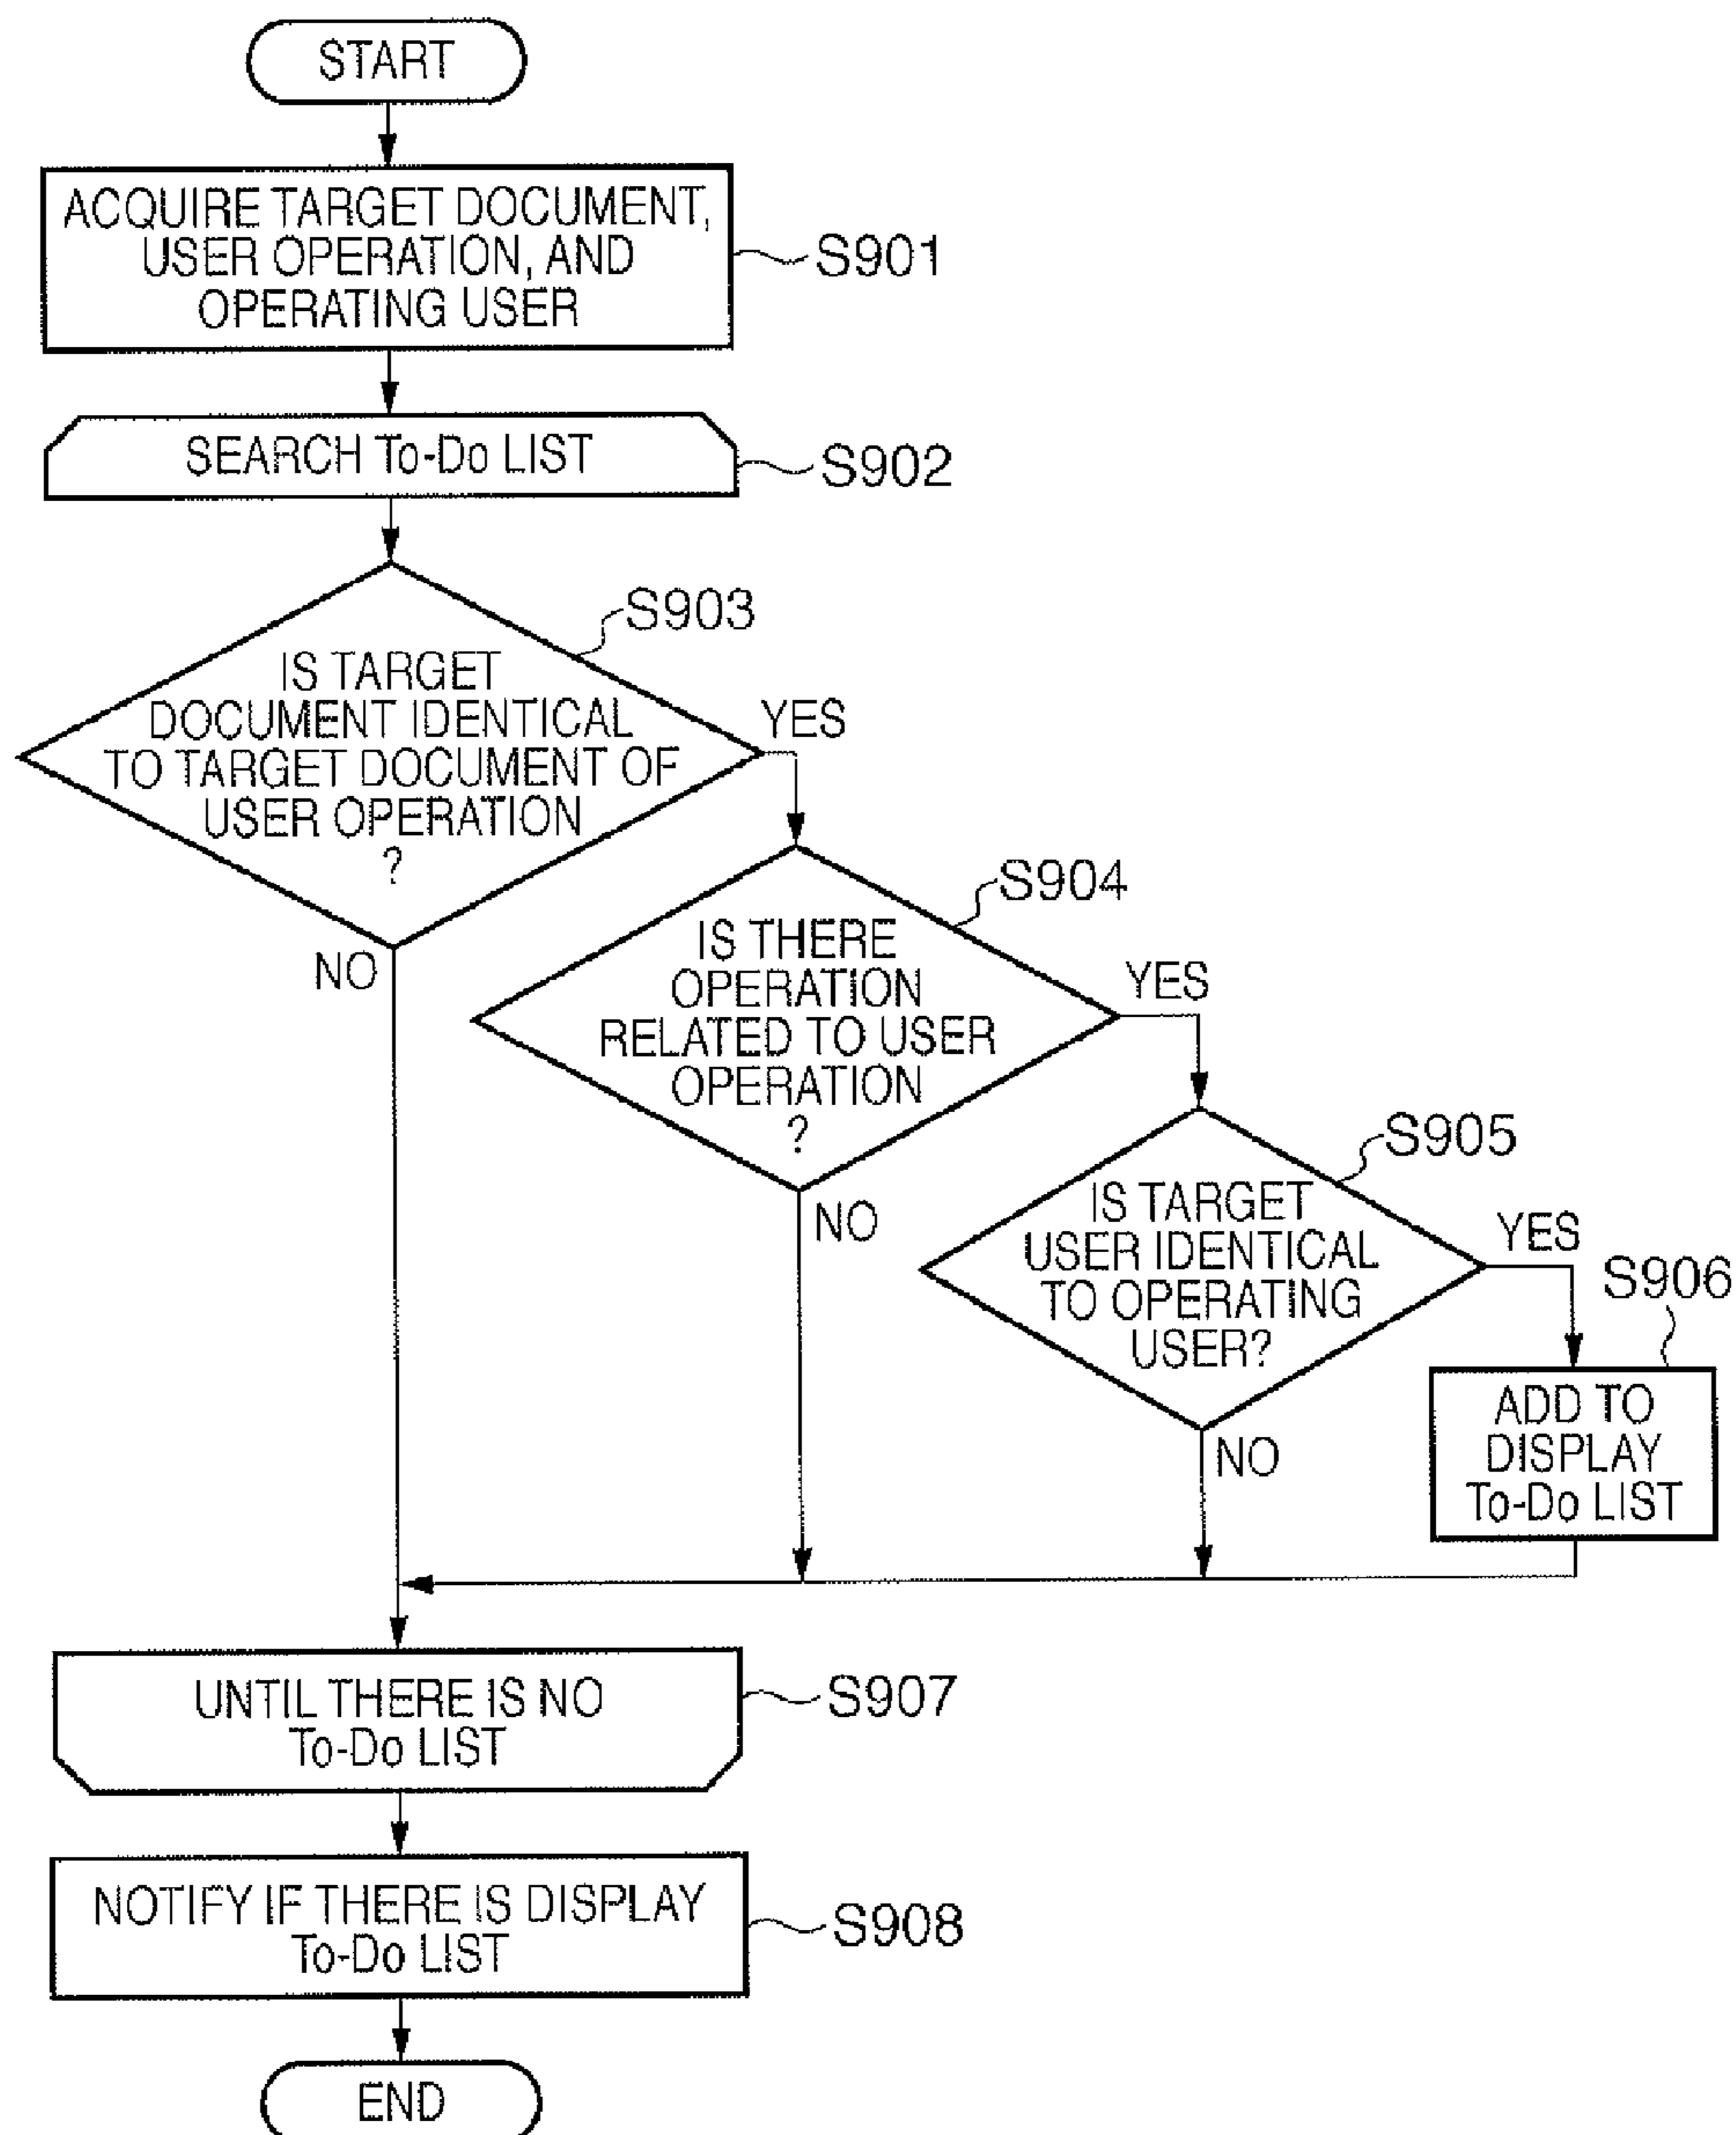 START
ACQUIRE TARGET DOCUMENT,
USER OPERATION, AND
OPERATING USER
S901
SEARCH To-Do LIST
S902
S903
IS TARGET
DOCUMENT IDENTICAL
TO TARGET DOCUMENT OF
USER OPERATION
?
YES
NO
S904
IS THERE
OPERATION
RELATED TO USER
OPERATION
?
YES
NO
S905
IS TARGET
USER IDENTICAL
TO OPERATING
USER?
YES
NO
S906
ADD TO
DISPLAY
To-Do LIST
UNTIL THERE IS NO
To-Do LIST
S907
NOTIFY IF THERE IS DISPLAY
To-Do LIST
S908
END